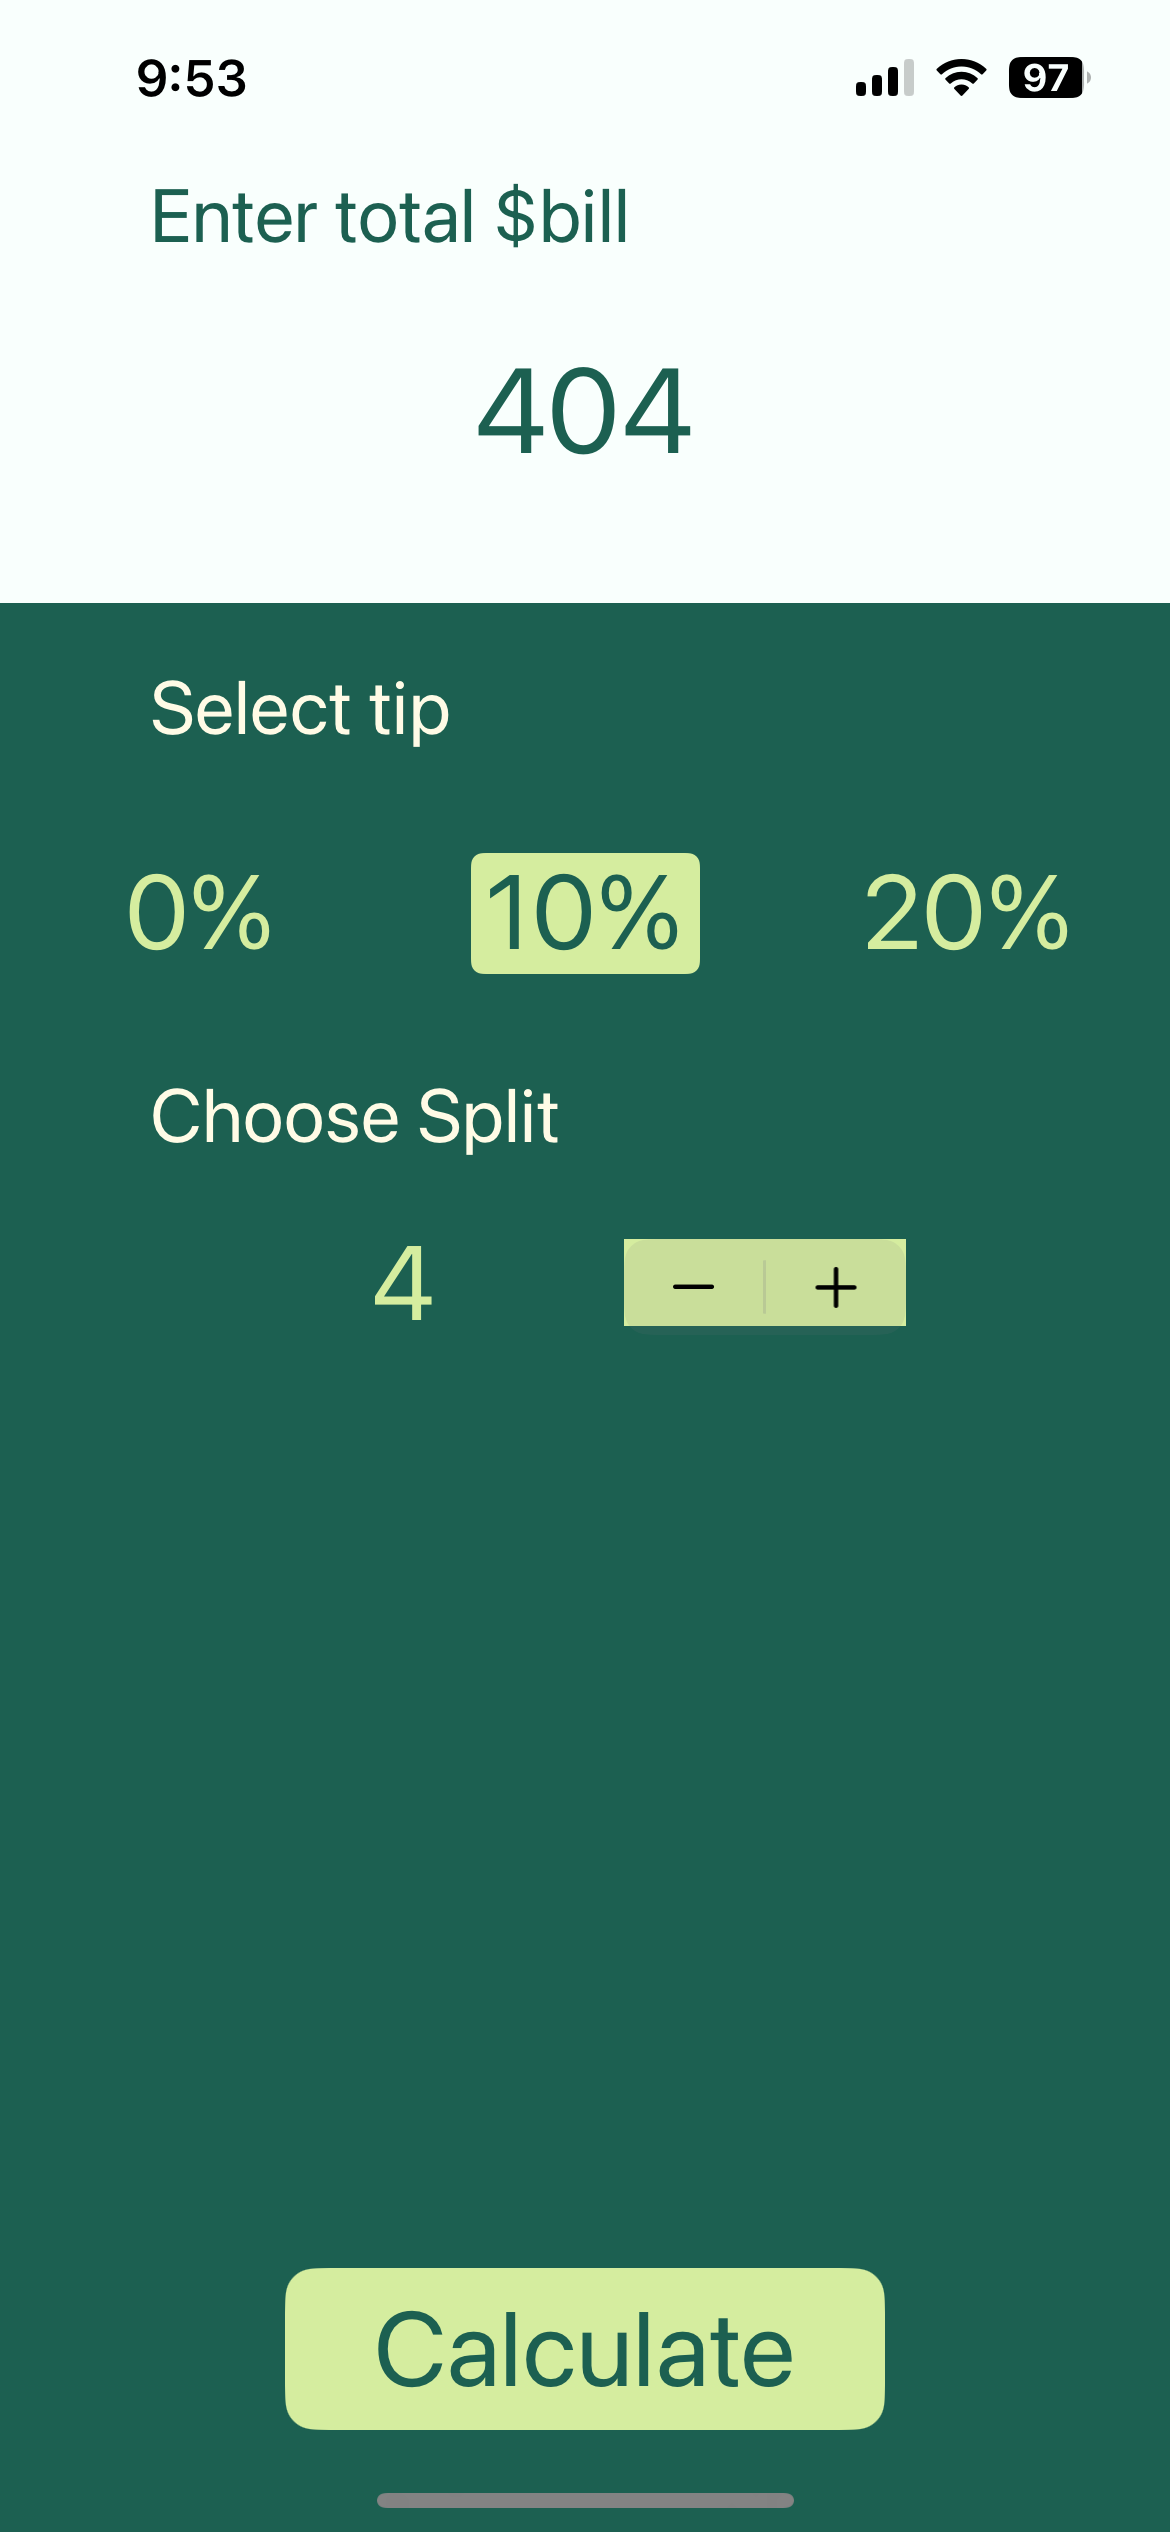 9:53 97
Enter total $bill
404
Select tip
0% 10% 20%
Choose Split
4 − +
Calculate